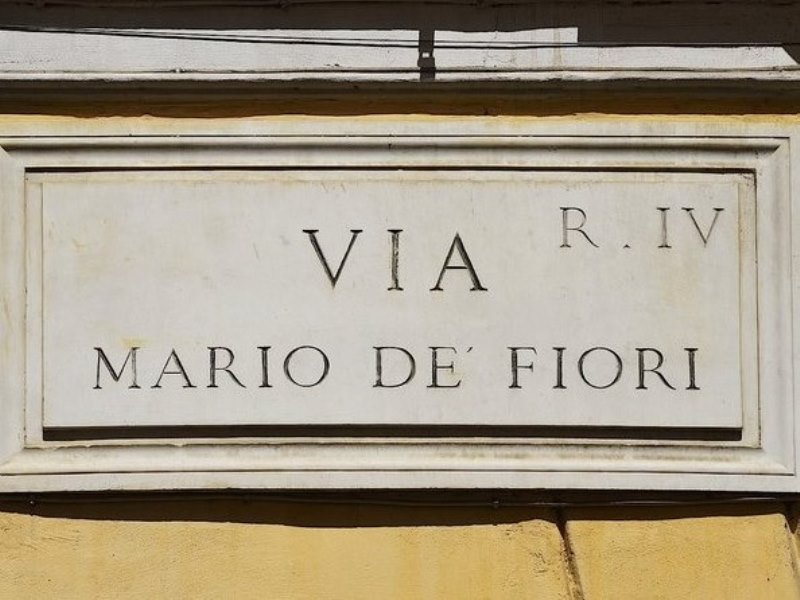 R . IV
VIA
MARIO DE' FIORI